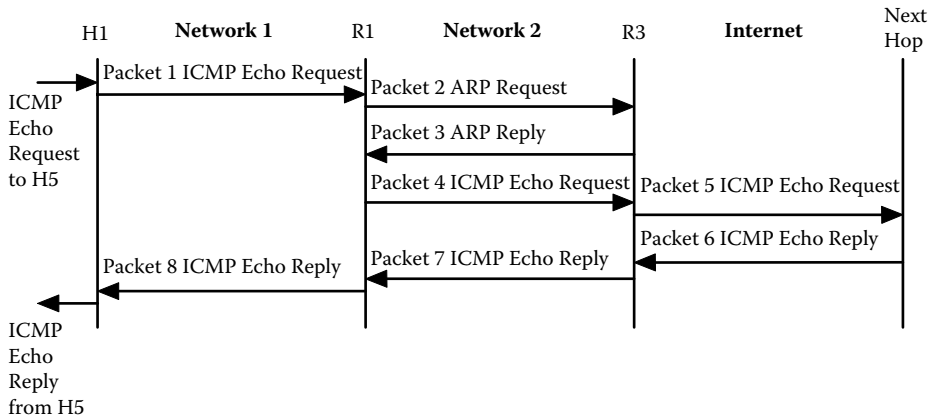 H1
Network 1
R1
Network 2
R3
Internet
Next
Hop
Packet 1 ICMP Echo Request
ICMP
Echo
Request
to H5
Packet 2 ARP Request
Packet 3 ARP Reply
Packet 4 ICMP Echo Request
Packet 5 ICMP Echo Request
Packet 6 ICMP Echo Reply
Packet 7 ICMP Echo Reply
Packet 8 ICMP Echo Reply
ICMP
Echo
Reply
from H5